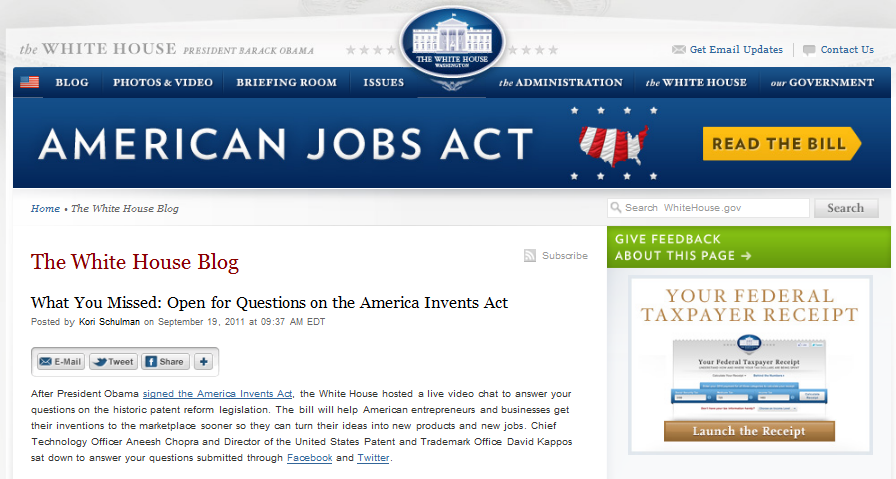 the WHITE HOUSE PRESIDENT BARACK OBAMA
THE WHITE HOUSE
WASHINGTON
Get Email Updates
Contact Us
BLOG PHOTOS & VIDEO BRIEFING ROOM ISSUES the ADMINISTRATION the WHITE HOUSE our GOVERNMENT
AMERICAN JOBS ACT
READ THE BILL
Home • The White House Blog
Search WhiteHouse.gov
Search
The White House Blog
Subscribe
What You Missed: Open for Questions on the America Invents Act
Posted by Kori Schulman on September 19, 2011 at 09:37 AM EDT
E-Mail Tweet Share +
After President Obama signed the America Invents Act, the White House hosted a live video chat to answer your
questions on the historic patent reform legislation. The bill will help American entrepreneurs and businesses get
their inventions to the marketplace sooner so they can turn their ideas into new products and new jobs. Chief
Technology Officer Aneesh Chopra and Director of the United States Patent and Trademark Office David Kappos
sat down to answer your questions submitted through Facebook and Twitter.
GIVE FEEDBACK
ABOUT THIS PAGE →
YOUR FEDERAL
TAXPAYER RECEIPT
Your Federal Taxpayer Receipt
Launch the Receipt